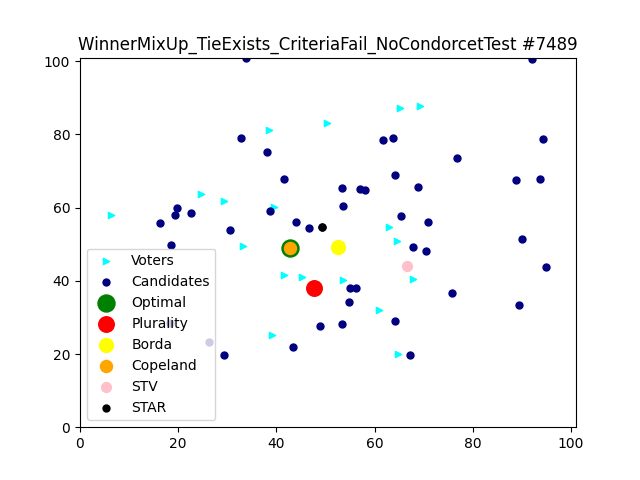 WinnerMixUp_TieExists_CriteriaFail_NoCondorcetTest #7489
100
80
60
40
20
0
Voters
Candidates
Optimal
Plurality
Borda
Copeland
STV
STAR
0 20 40 60 80 100